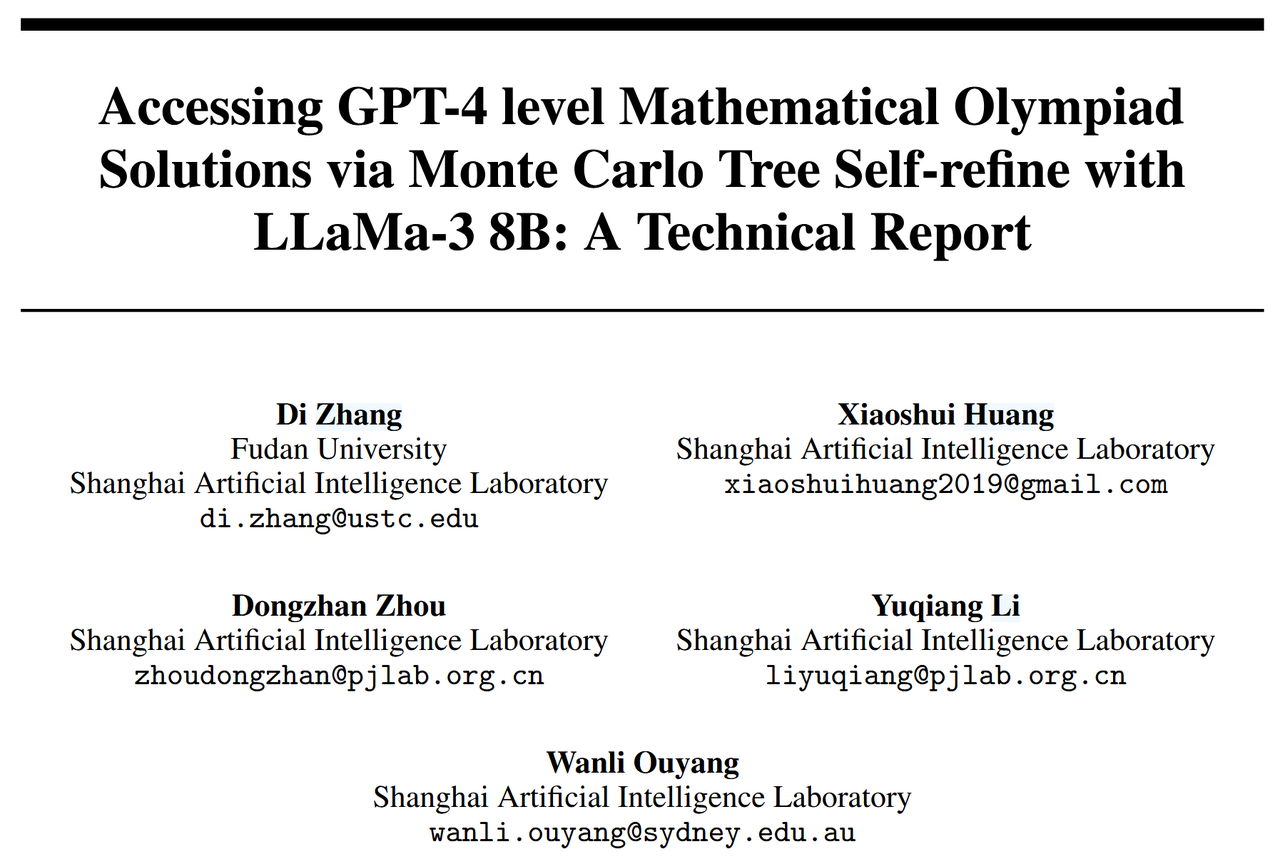 Accessing GPT-4 level Mathematical Olympiad
Solutions via Monte Carlo Tree Self-refine with
LLaMa-3 8B: A Technical Report
Di Zhang
Fudan University
Shanghai Artificial Intelligence Laboratory
di.zhang@ustc.edu
Xiaoshui Huang
Shanghai Artificial Intelligence Laboratory
xiaoshuihuang2019@gmail.com
Dongzhan Zhou
Shanghai Artificial Intelligence Laboratory
zhoudongzhan@pjlab.org.cn
Yuqiang Li
Shanghai Artificial Intelligence Laboratory
liyuqiang@pjlab.org.cn
Wanli Ouyang
Shanghai Artificial Intelligence Laboratory
wanli.ouyang@sydney.edu.au